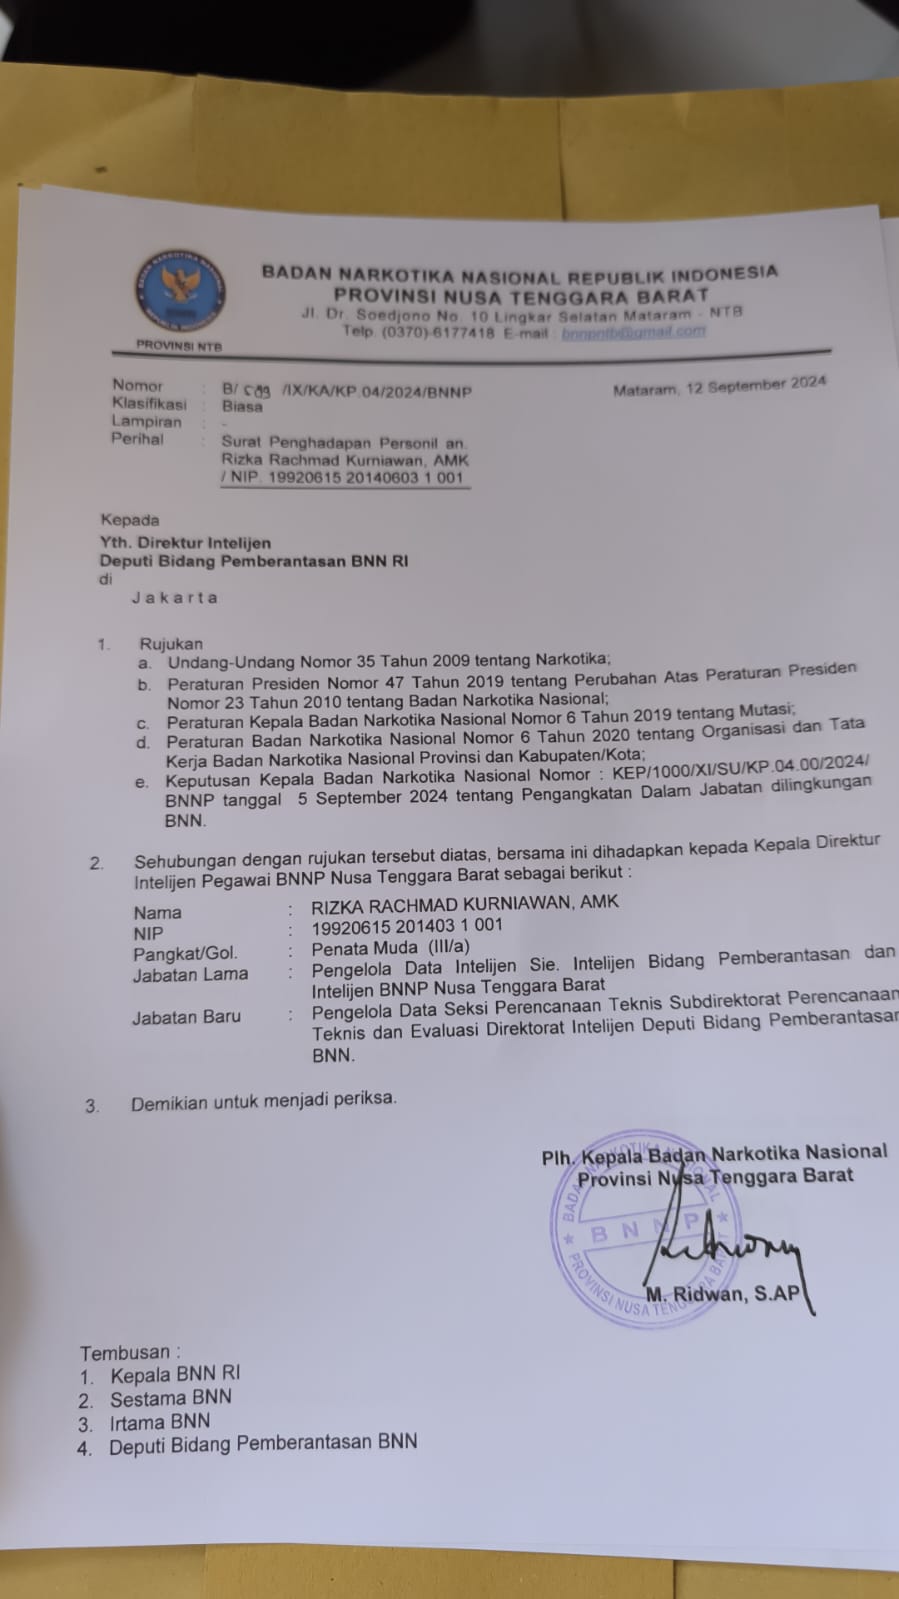 BADAN NARKOTIKA NASIONAL REPUBLIK INDONESIA
PROVINSI NUSA TENGGARA BARAT
Jl. Dr. Soedjono No. 10 Lingkar Selatan Mataram - NTB
Telp. (0370) 6177418 E-mail : bnnpntb@gmail.com
BADAN NARKOTIKA NASIONAL
REPUBLIK INDONESIA
PROVINSI NTB
Nomor : B/ /IX/KA/KP.04/2024/BNNP Mataram, 12 September 2024
Klasifikasi : Biasa
Lampiran : -
Perihal : Surat Penghadapan Personil an.
Rizka Rachmad Kurniawan, AMK
/ NIP. 19920615 20140603 1 001
Kepada
Yth. Direktur Intelijen
Deputi Bidang Pemberantasan BNN RI
di
J a k a r t a
1. Rujukan
a. Undang-Undang Nomor 35 Tahun 2009 tentang Narkotika;
b. Peraturan Presiden Nomor 47 Tahun 2019 tentang Perubahan Atas Peraturan Presiden
Nomor 23 Tahun 2010 tentang Badan Narkotika Nasional;
c. Peraturan Kepala Badan Narkotika Nasional Nomor 6 Tahun 2019 tentang Mutasi;
d. Peraturan Badan Narkotika Nasional Nomor 6 Tahun 2020 tentang Organisasi dan Tata
Kerja Badan Narkotika Nasional Provinsi dan Kabupaten/Kota;
e. Keputusan Kepala Badan Narkotika Nasional Nomor : KEP/1000/XI/SU/KP.04.00/2024/
BNNP tanggal 5 September 2024 tentang Pengangkatan Dalam Jabatan dilingkungan
BNN.
2. Sehubungan dengan rujukan tersebut diatas, bersama ini dihadapkan kepada Kepala Direktur
Intelijen Pegawai BNNP Nusa Tenggara Barat sebagai berikut :
Nama : RIZKA RACHMAD KURNIAWAN, AMK
NIP : 19920615 201403 1 001
Pangkat/Gol. : Penata Muda (III/a)
Jabatan Lama : Pengelola Data Intelijen Sie. Intelijen Bidang Pemberantasan dan
Intelijen BNNP Nusa Tenggara Barat
Jabatan Baru : Pengelola Data Seksi Perencanaan Teknis Subdirektorat Perencanaan
Teknis dan Evaluasi Direktorat Intelijen Deputi Bidang Pemberantasan
BNN.
3. Demikian untuk menjadi periksa.
Plh. Kepala Badan Narkotika Nasional
Provinsi Nusa Tenggara Barat
BADAN NARKOTIKA NASIONAL
BNNP
PROVINSI NUSA TENGGARA BARAT
M. Ridwan, S.AP
Tembusan :
1. Kepala BNN RI
2. Sestama BNN
3. Irtama BNN
4. Deputi Bidang Pemberantasan BNN